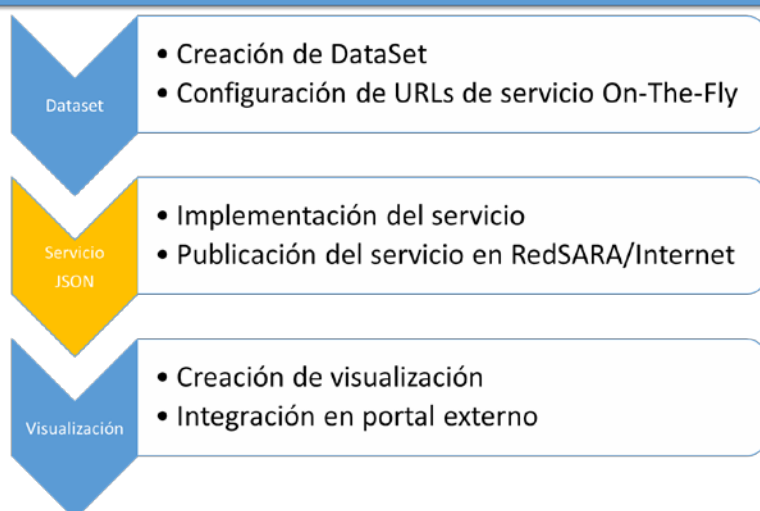 Dataset
• Creación de DataSet
• Configuración de URLs de servicio On-The-Fly
Servicio
JSON
• Implementación del servicio
• Publicación del servicio en RedSARA/Internet
Visualización
• Creación de visualización
• Integración en portal externo